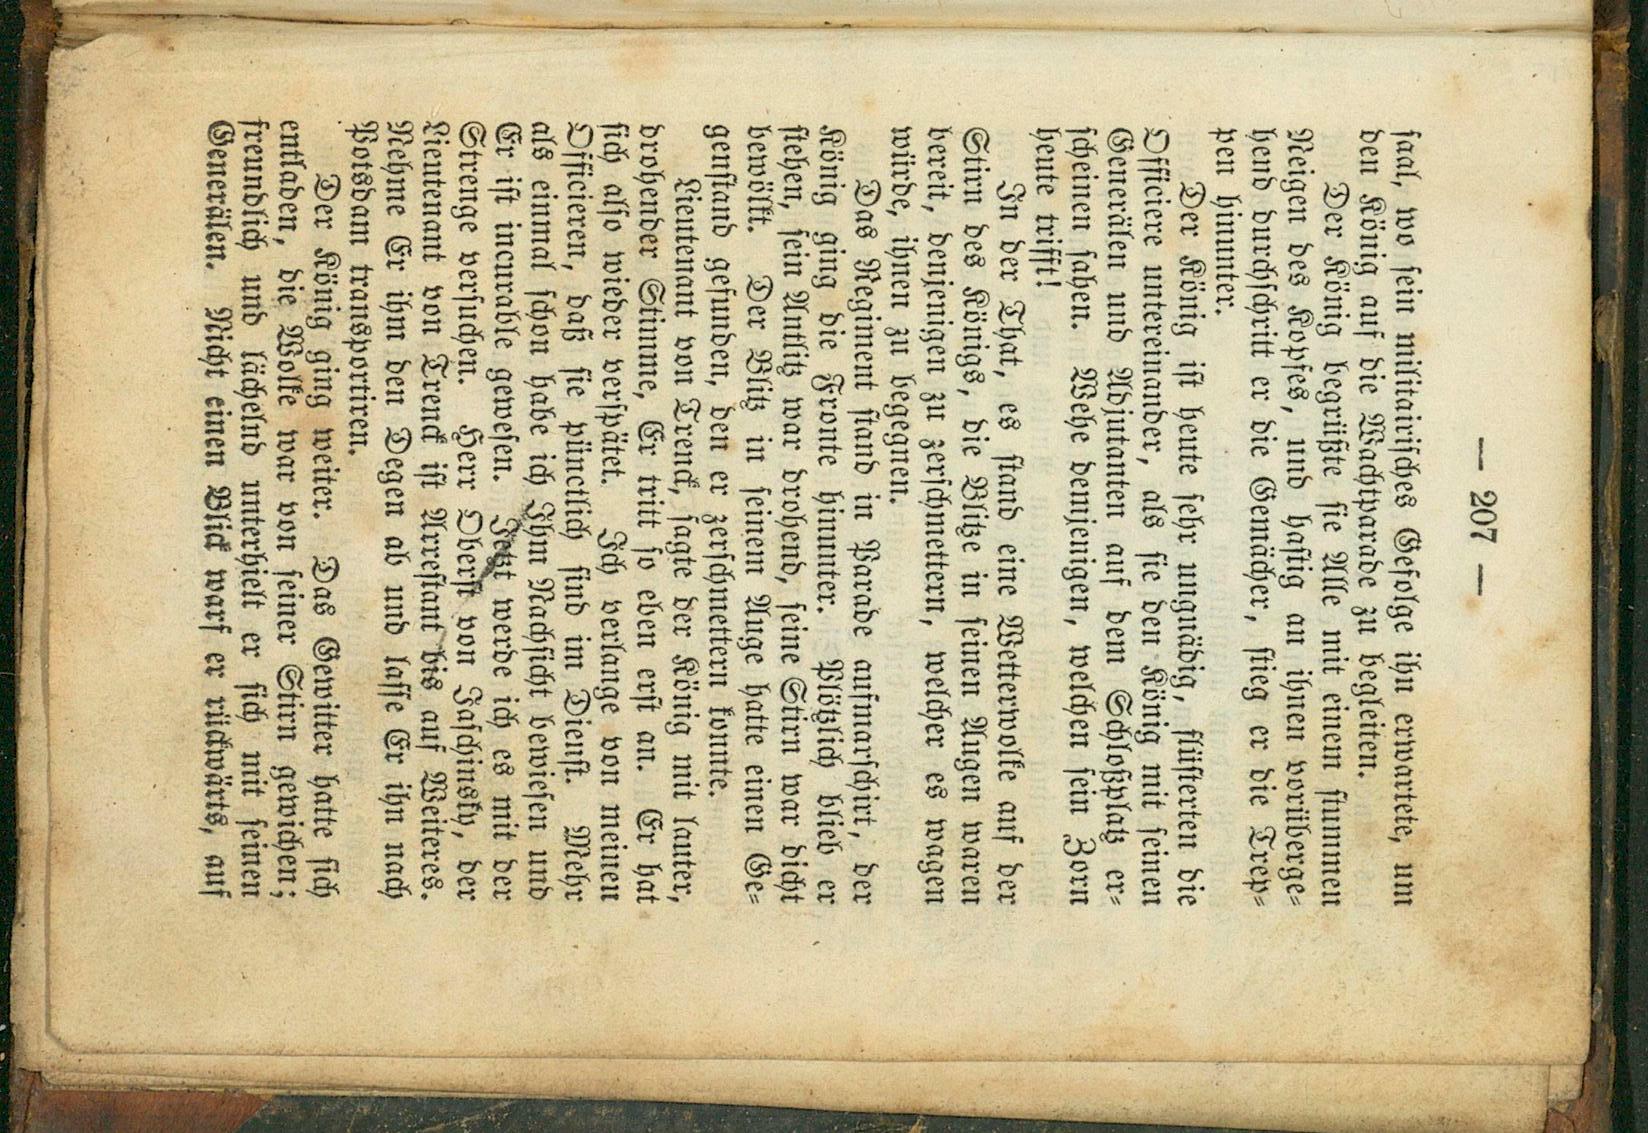 — 207 —
saal, wo sein militairisches Gefolge ihn erwartete, um
den König auf die Wachtparade zu begleiten.
Der König begrüßte sie Alle mit einem stummen
Neigen des Kopfes, und hastig an ihnen vorüberge-
hend durchschritt er die Gemächer, stieg er die Trep-
pen hinunter.
Der König ist heute sehr ungnädig, flüsterten die
Officiere untereinander, als sie den König mit seinen
Generälen und Adjutanten auf dem Schloßplatz er-
scheinen sahen. Wehe demjenigen, welchen sein Zorn
heute trifft!
In der That, es stand eine Wetterwolke auf der
Stirn des Königs, die Blitze in seinen Augen waren
bereit, denjenigen zu zerschmettern, welcher es wagen
würde, ihnen zu begegnen.
Das Regiment stand in Parade aufmarschirt, der
König ging die Fronte hinunter. Plötzlich blieb er
stehen, sein Antlitz war drohend, seine Stirn war dicht
bewölkt. Der Blitz in seinem Auge hatte einen Ge-
genstand gefunden, den er zerschmettern konnte.
Lieutenant von Trenck, sagte der König mit lauter,
drohender Stimme, Er tritt so eben erst an. Er hat
sich also wieder verspätet. Ich verlange von meinen
Officieren, daß sie pünctlich sind im Dienst. Mehr
als einmal schon habe ich Ihm Nachsicht bewiesen und
Er ist incurable gewesen. Jetzt werde ich es mit der
Strenge versuchen. Herr Oberst von Jaschinsky, der
Lieutenant von Trenck ist Arrestant bis auf Weiteres.
Nehme Er ihm den Degen ab und lasse Er ihn nach
Potsdam transportiren.
Der König ging weiter. Das Gewitter hatte sich
entladen, die Wolke war von seiner Stirn gewichen;
freundlich und lächelnd unterhielt er sich mit seinen
Generälen. Nicht einen Blick warf er rückwärts, auf